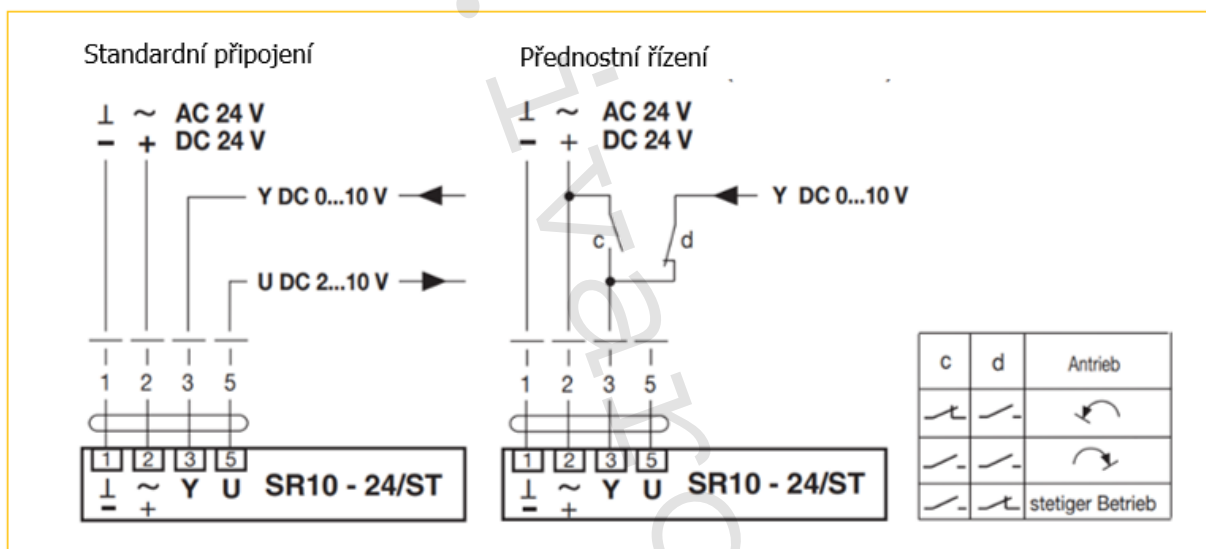 Standardní připojení
⊥ ~ AC 24 V
− + DC 24 V
Y DC 0...10 V
U DC 2...10 V
1 2 3 5
1 2 3 5
⊥ ~ Y U SR10 - 24/ST
− +
Přednostní řízení
⊥ ~ AC 24 V
− + DC 24 V
Y DC 0...10 V
c d
1 2 3 5
1 2 3 5
⊥ ~ Y U SR10 - 24/ST
− +
c d Antrieb
stetiger Betrieb